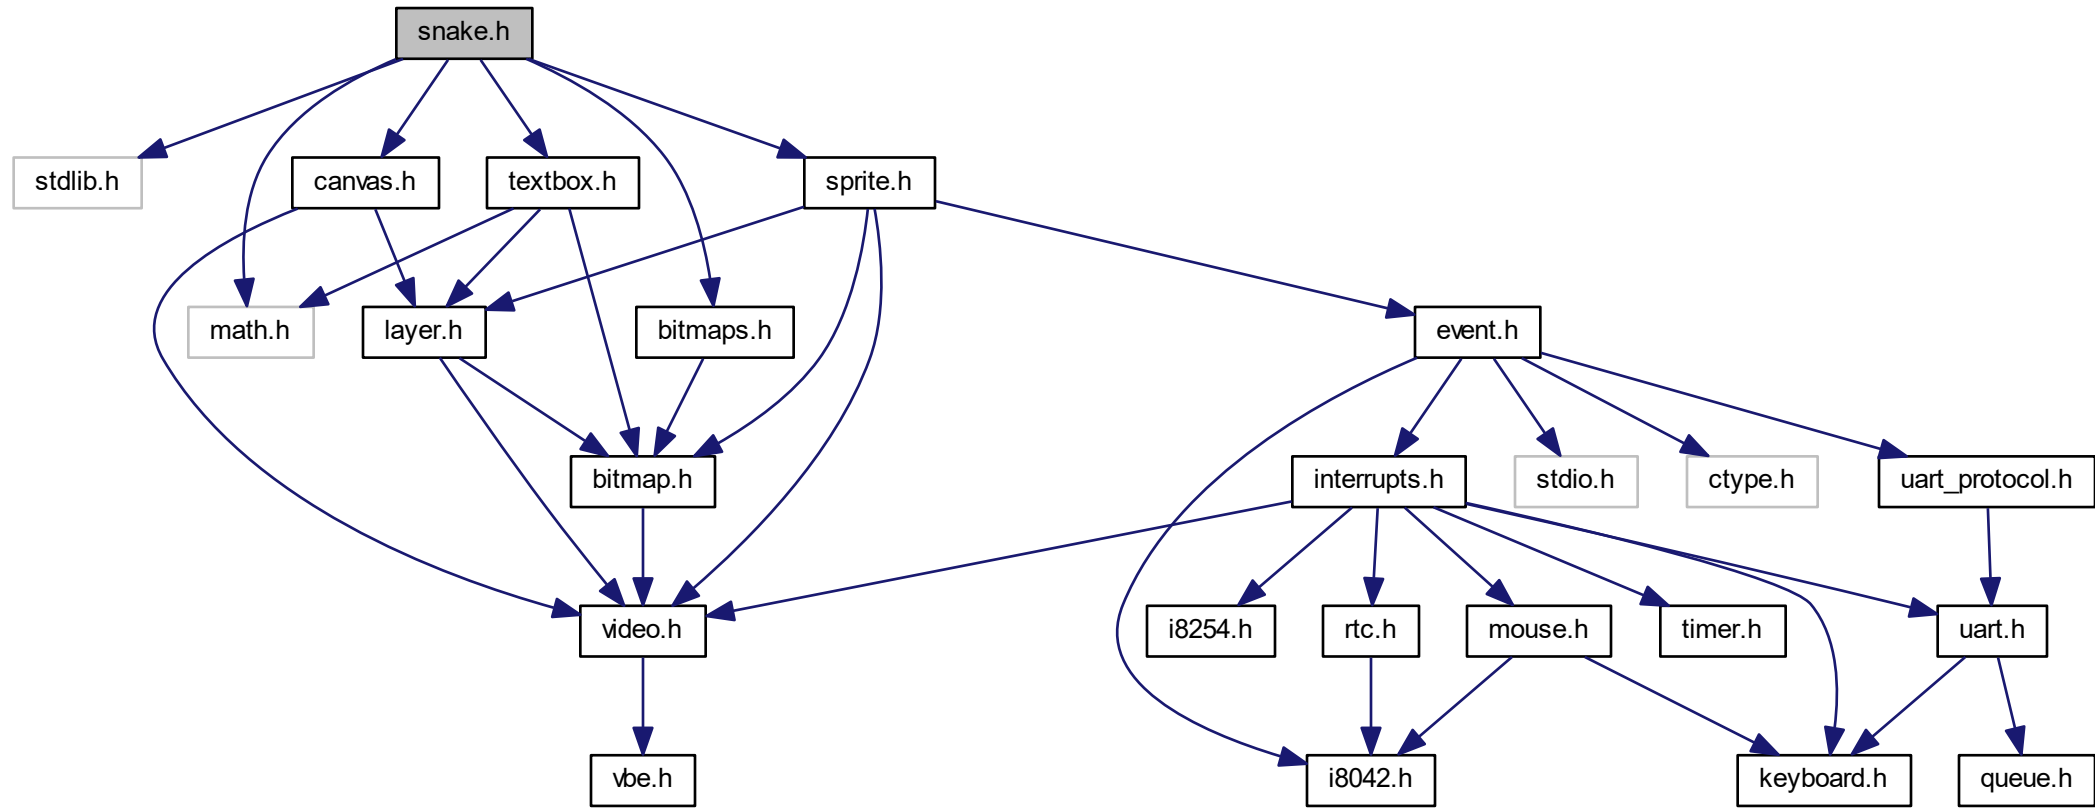 snake.h
stdlib.h
canvas.h
textbox.h
sprite.h
math.h
layer.h
bitmaps.h
event.h
bitmap.h
interrupts.h
stdio.h
ctype.h
uart_protocol.h
video.h
i8254.h
rtc.h
mouse.h
timer.h
uart.h
vbe.h
i8042.h
keyboard.h
queue.h